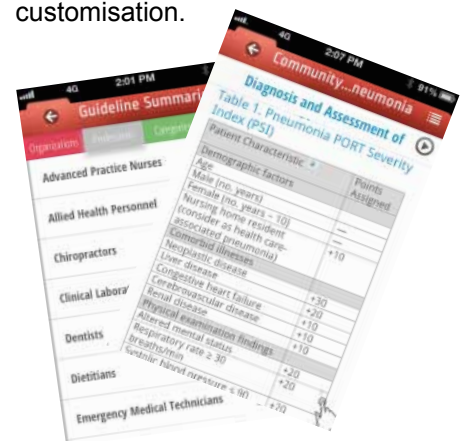 customisation.
4G
2:01 PM
Guideline Summari
Organizations
Categories
Advanced Practice Nurses
Allied Health Personnel
Chiropractors
Clinical Labora
Dentists
Dietitians
Emergency Medical Technicians
4G
2:07 PM
91%
Community...neumonia
Diagnosis and Assessment of
Table 1. Pneumonia PORT Severity
Index (PSI)
Patient Characteristic
Points
Assigned
Demographic factors
Age
Male (no. years)
—
Female (no. years – 10)
—
Nursing home resident
(consider as health care-
associated pneumonia)
+10
Comorbid illnesses
Neoplastic disease
+30
Liver disease
+20
Congestive heart failure
+10
Cerebrovascular disease
+10
Renal disease
+10
Physical examination findings
Altered mental status
+20
Respiratory rate ≥ 30
breaths/min
+20
Systolic blood pressure ≤ 90
+20